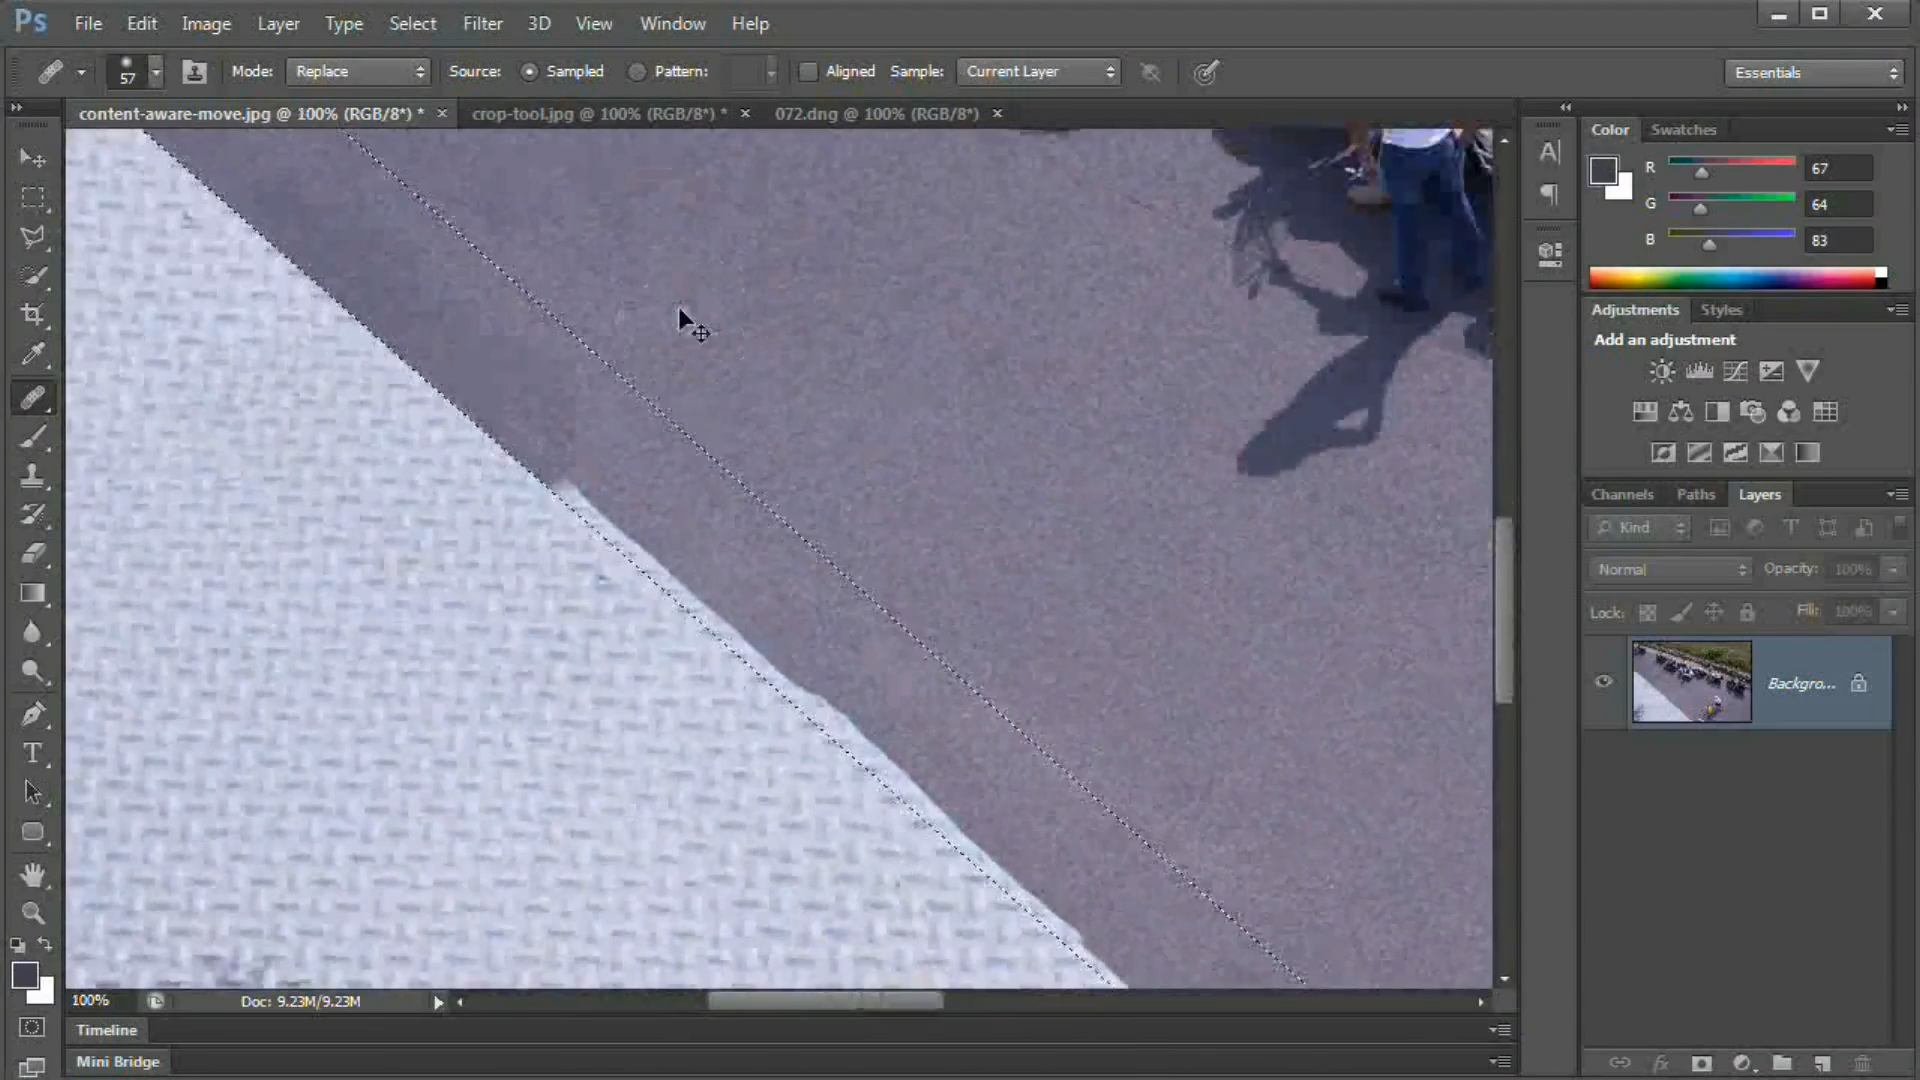 Ps File Edit Image Layer Type Select Filter 3D View Window Help
57 Mode: Replace Source: Sampled Pattern: Aligned Sample: Current Layer Essentials
content-aware-move.jpg @ 100% (RGB/8*) * crop-tool.jpg @ 100% (RGB/8*) * 072.dng @ 100% (RGB/8*)
Color Swatches
R 67
G 64
B 83
Adjustments Styles
Add an adjustment
Channels Paths Layers
Kind
Normal Opacity: 100%
Lock: Fill: 100%
Backgro...
100% Doc: 9.23M/9.23M
Timeline
Mini Bridge